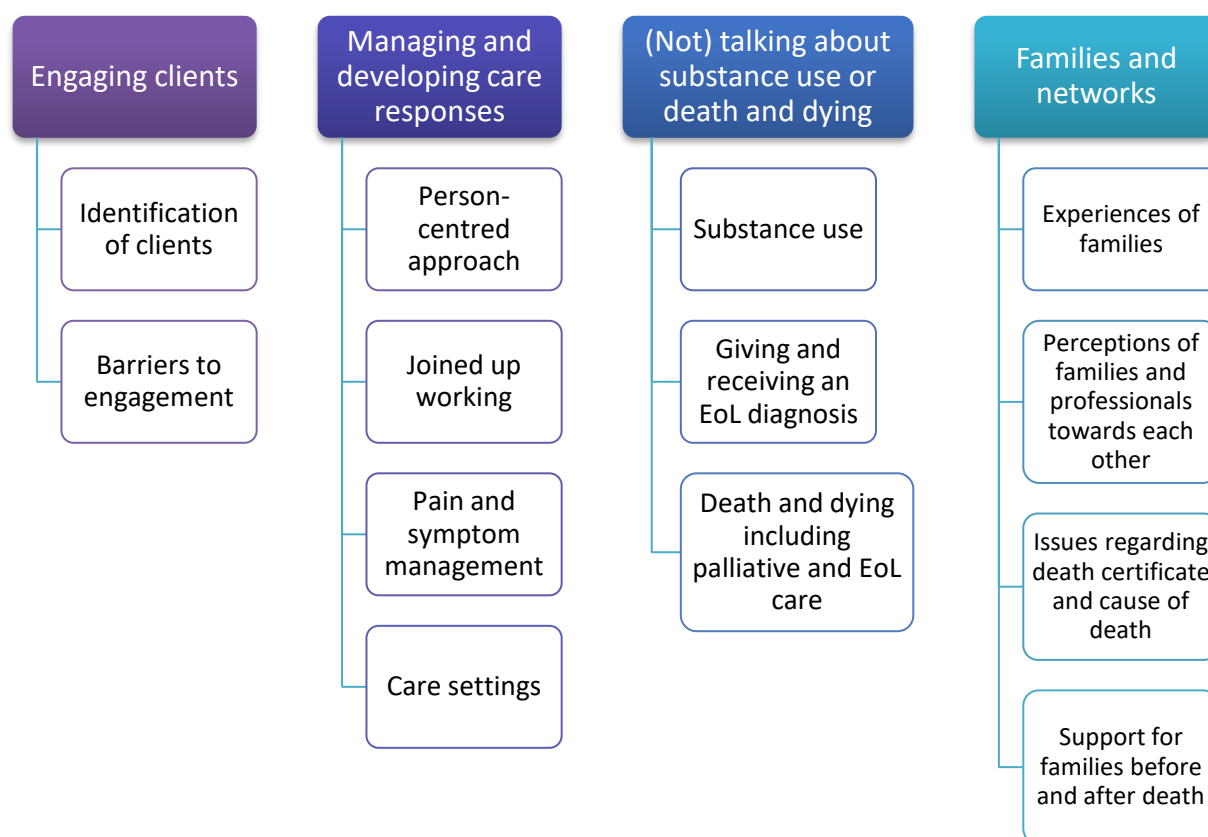 Engaging clients
Identification
of clients
Barriers to
engagement
Managing and
developing care
responses
Person-
centred
approach
Joined up
working
Pain and
symptom
management
Care settings
(Not) talking about
substance use or
death and dying
Substance use
Giving and
receiving an
EoL diagnosis
Death and dying
including
palliative and EoL
care
Families and
networks
Experiences of
families
Perceptions of
families and
professionals
towards each
other
Issues regarding
death certificate
and cause of
death
Support for
families before
and after death